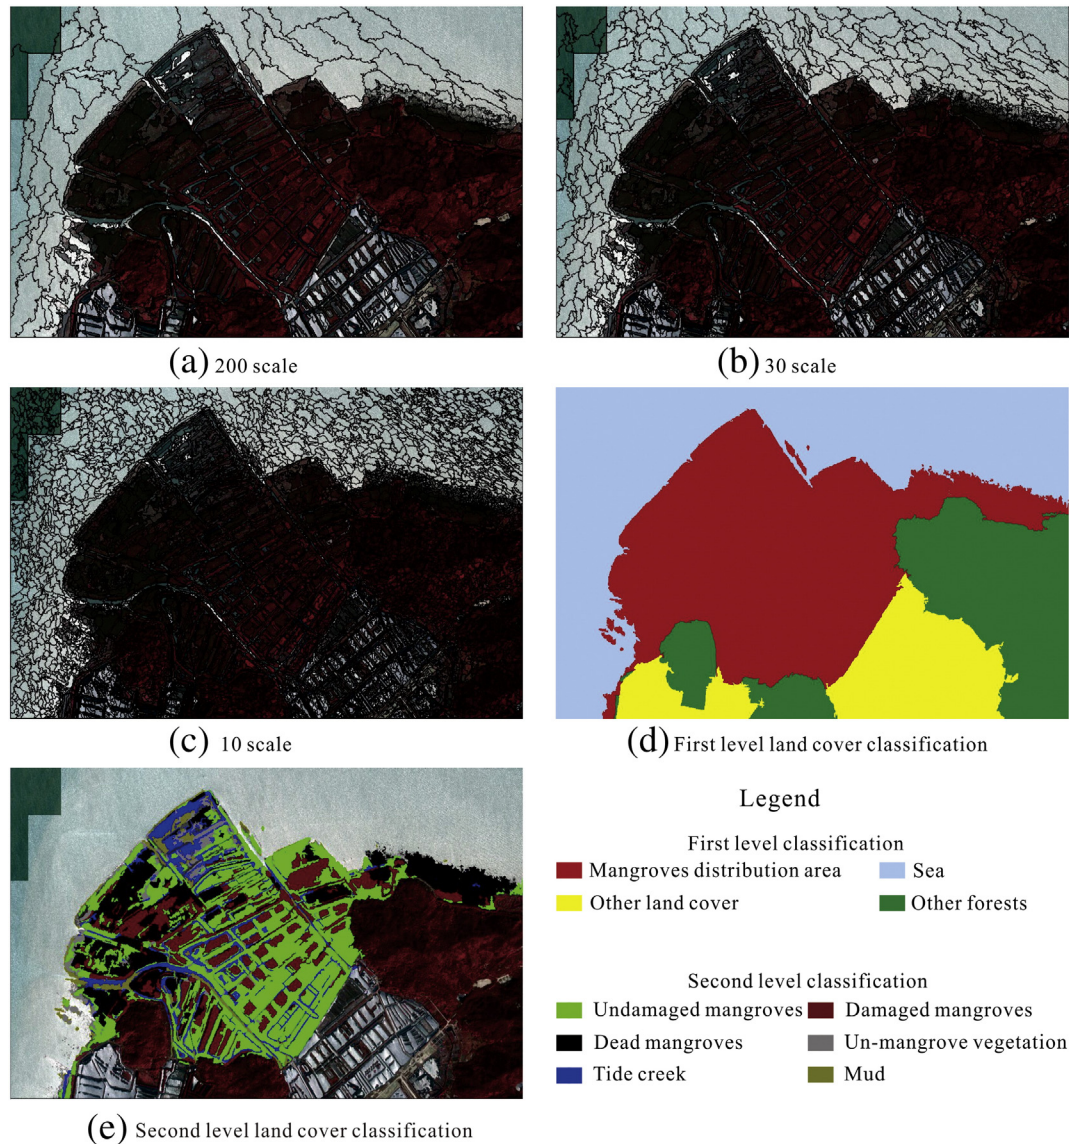 (a) 200 scale
(b) 30 scale
(c) 10 scale
(d) First level land cover classification
Legend
First level classification
Mangroves distribution area
Sea
Other land cover
Other forests
Second level classification
Undamaged mangroves
Damaged mangroves
Dead mangroves
Un-mangrove vegetation
Tide creek
Mud
(e) Second level land cover classification